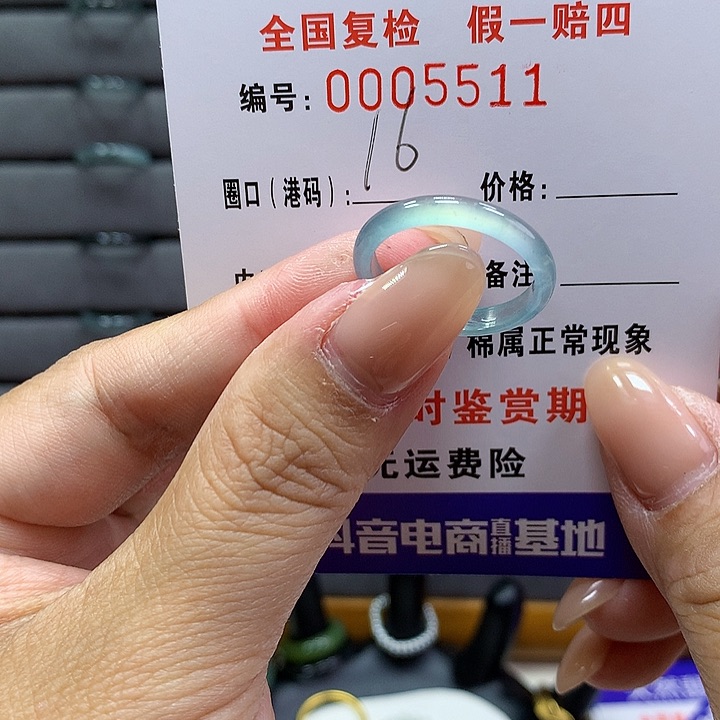 全国复检 假一赔四
编号: 0005511
圈口(港码): 16 价格:
备注
棉属正常现象
时鉴赏期
运费险
抖音电商直播基地